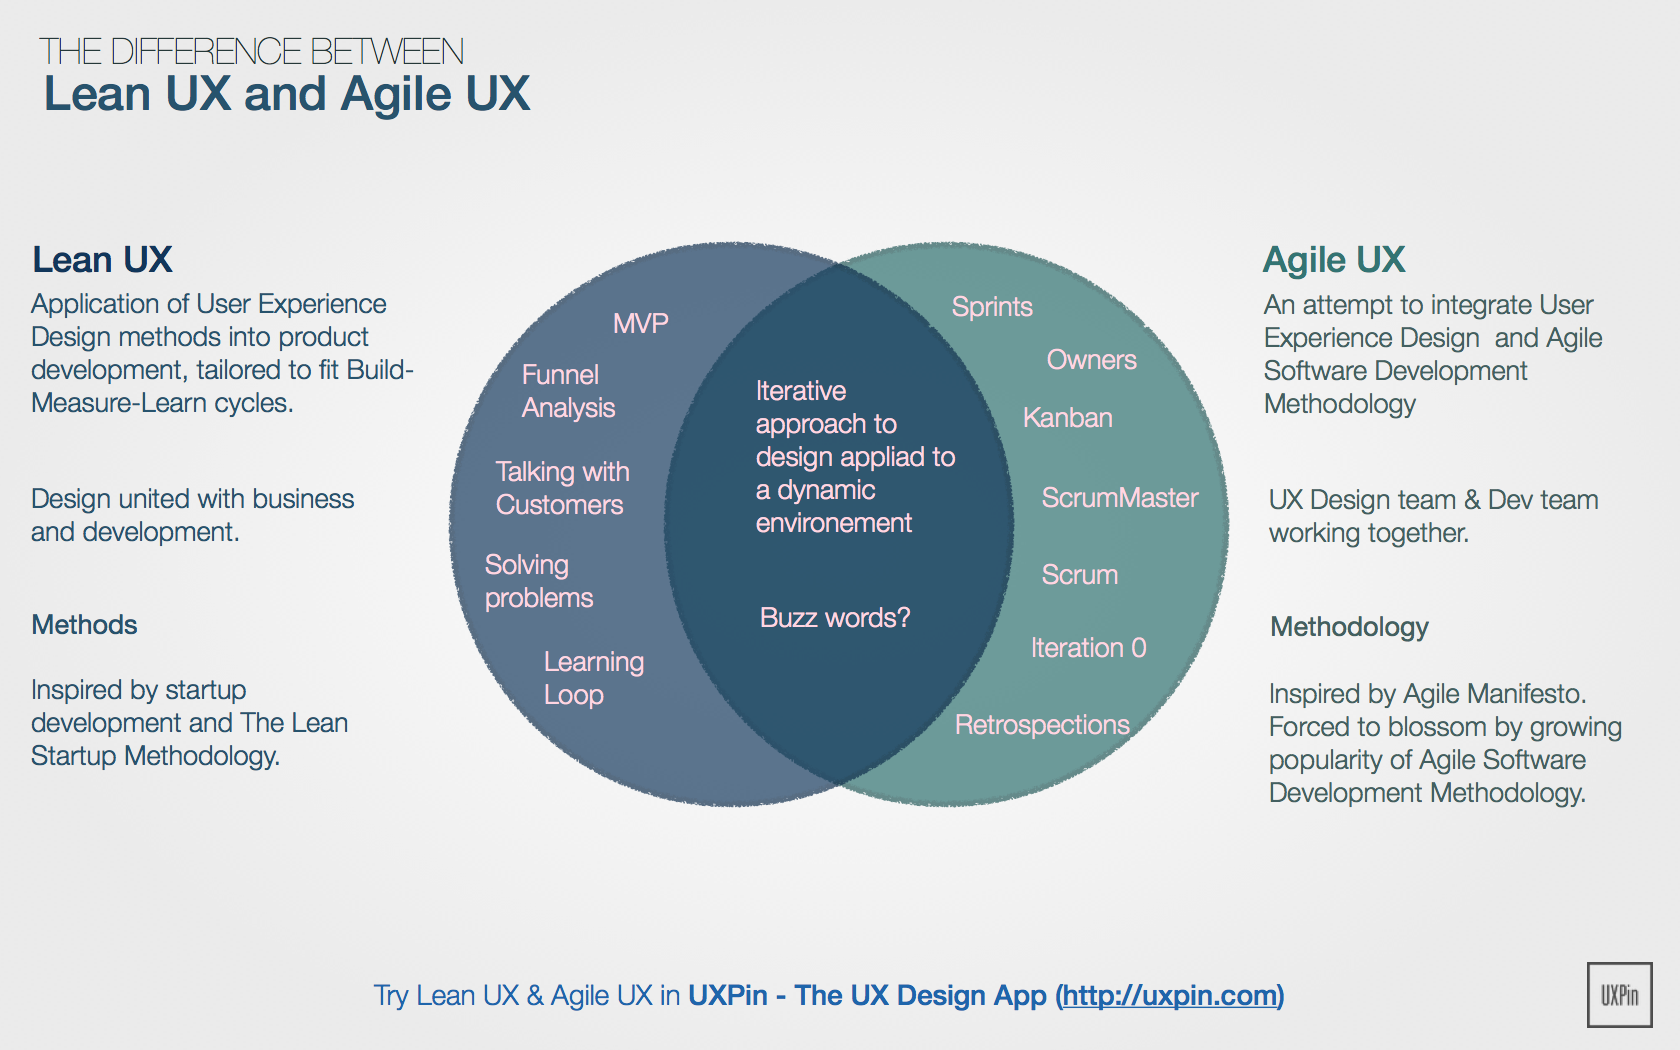 THE DIFFERENCE BETWEEN
Lean UX and Agile UX
Lean UX
Application of User Experience
Design methods into product
development, tailored to fit Build-
Measure-Learn cycles.
Design united with business
and development.
Methods
Inspired by startup
development and The Lean
Startup Methodology.
MVP
Funnel
Analysis
Talking with
Customers
Solving
problems
Learning
Loop
Iterative
approach to
design appliad to
a dynamic
environement
Buzz words?
Sprints
Owners
Kanban
ScrumMaster
Scrum
Iteration 0
Retrospections
Agile UX
An attempt to integrate User
Experience Design  and Agile
Software Development
Methodology
UX Design team & Dev team
working together.
Methodology
Inspired by Agile Manifesto.
Forced to blossom by growing
popularity of Agile Software
Development Methodology.
Try Lean UX & Agile UX in UXPin - The UX Design App (http://uxpin.com)
UXPin